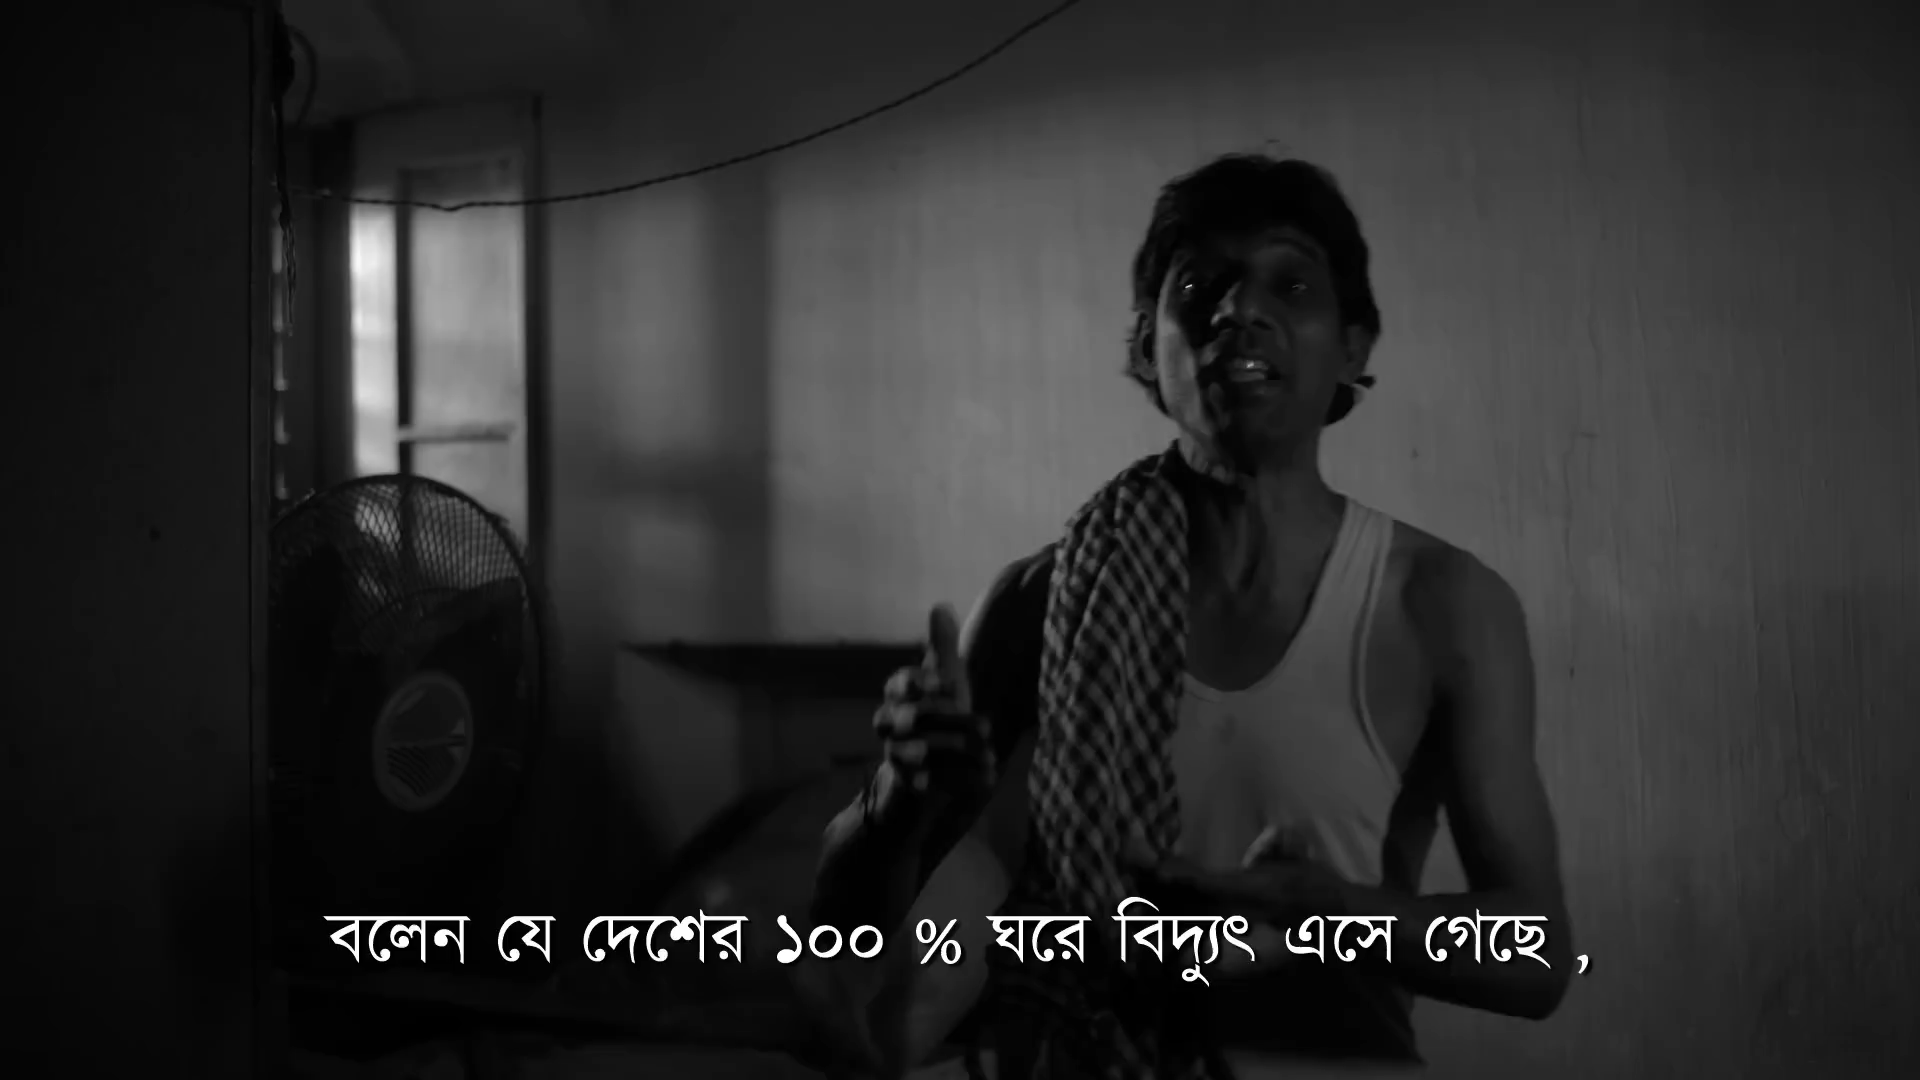 বলেন যে দেশের ১০০ % ঘরে বিদ্যুৎ এসে গেছে ,